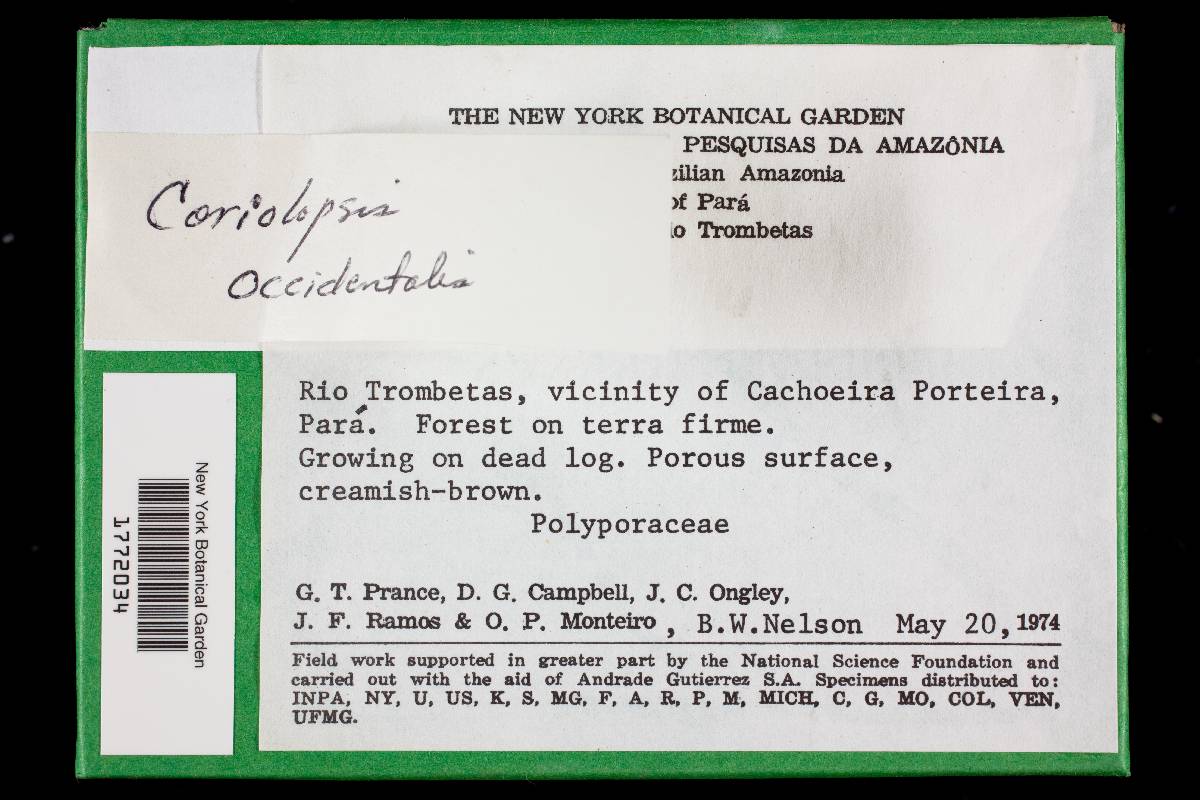 THE NEW YORK BOTANICAL GARDEN
PESQUISAS DA AMAZÔNIA
Amazonia
Pará
Trombetas
Coriolopsis
occidentalis
Rio Trombetas, vicinity of Cachoeira Porteira,
Pará. Forest on terra firme.
Growing on dead log. Porous surface,
creamish-brown.
Polyporaceae
G. T. Prance, D. G. Campbell, J. C. Ongley,
J. F. Ramos & O. P. Monteiro, B.W.Nelson May 20, 1974
Field work supported in greater part by the National Science Foundation and
carried out with the aid of Andrade Gutierrez S.A. Specimens distributed to:
INPA, NY, U, US, K, S, MG, F, A, R, P, M, MICH, C, G, MO, COL, VEN,
UFMG.
New York Botanical Garden
1772034